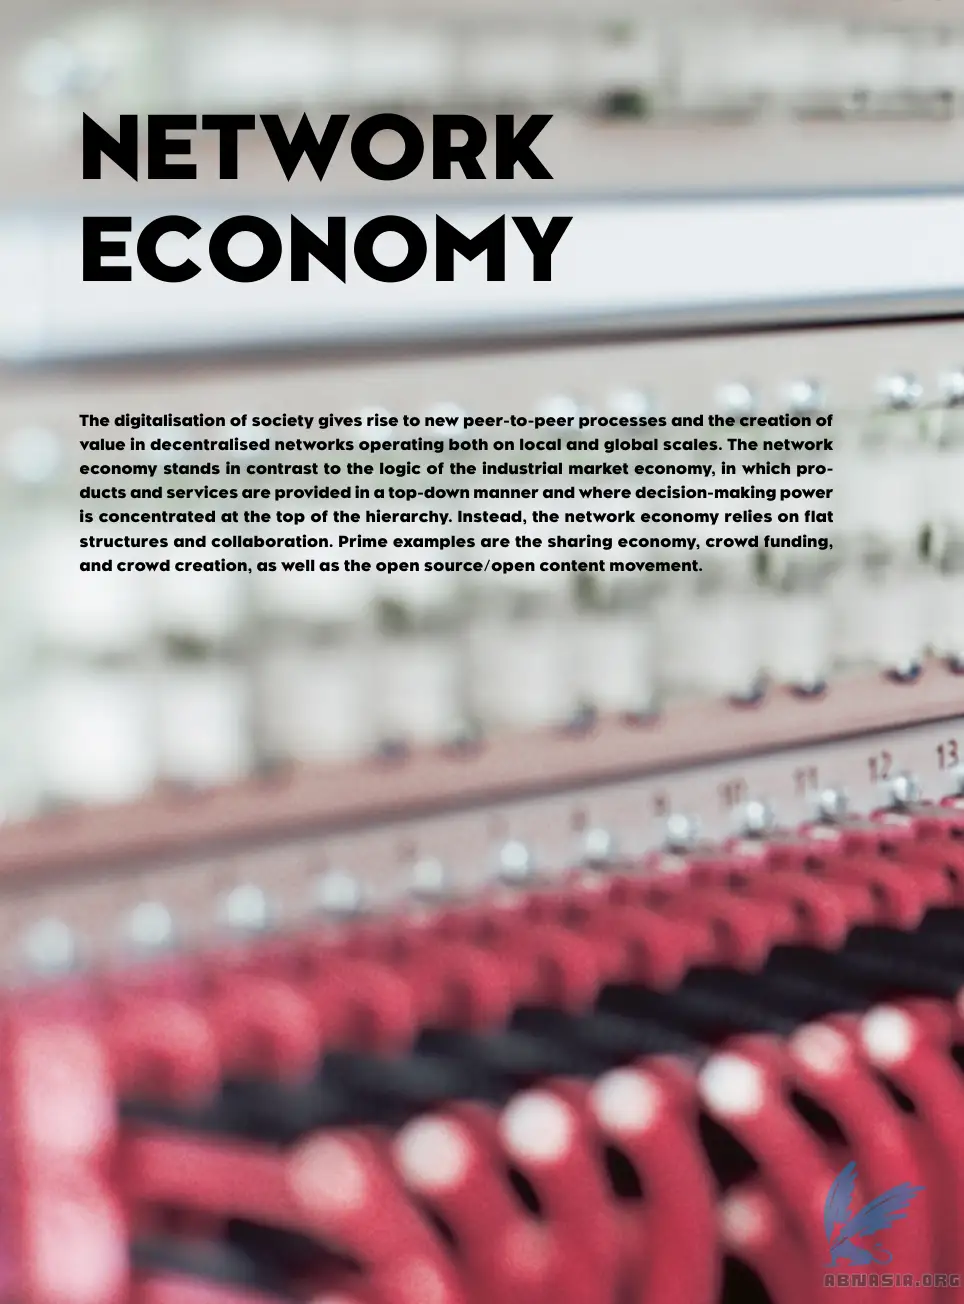 NETWORK
ECONOMY
The digitalisation of society gives rise to new peer-to-peer processes and the creation of
value in decentralised networks operating both on local and global scales. The network
economy stands in contrast to the logic of the industrial market economy, in which pro-
ducts and services are provided in a top-down manner and where decision-making power
is concentrated at the top of the hierarchy. Instead, the network economy relies on flat
structures and collaboration. Prime examples are the sharing economy, crowd funding,
and crowd creation, as well as the open source/open content movement.
10 11 12 13
ABNASIA.ORG